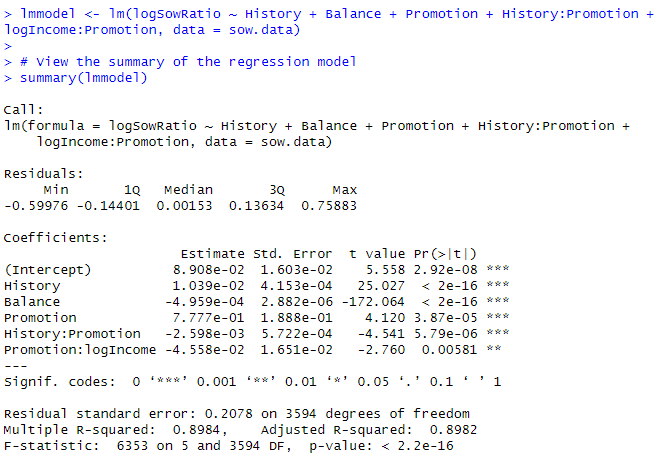 > lmmodel <- lm(logSowRatio ~ History + Balance + Promotion + History:Promotion +
logIncome:Promotion, data = sow.data)
>
> # View the summary of the regression model
> summary(lmmodel)
Call:
lm(formula = logSowRatio ~ History + Balance + Promotion + History:Promotion +
    logIncome:Promotion, data = sow.data)
Residuals:
     Min       1Q   Median       3Q      Max
-0.59976 -0.14401  0.00153  0.13634  0.75883
Coefficients:
                      Estimate Std. Error  t value Pr(>|t|)
(Intercept)          8.908e-02  1.603e-02    5.558 2.92e-08 ***
History              1.039e-02  4.153e-04   25.027  < 2e-16 ***
Balance             -4.959e-04  2.882e-06 -172.064  < 2e-16 ***
Promotion            7.777e-01  1.888e-01    4.120 3.87e-05 ***
History:Promotion   -2.598e-03  5.722e-04   -4.541 5.79e-06 ***
Promotion:logIncome -4.558e-02  1.651e-02   -2.760  0.00581 **
---
Signif. codes:  0 ‘***’ 0.001 ‘**’ 0.01 ‘*’ 0.05 ‘.’ 0.1 ‘ ’ 1
Residual standard error: 0.2078 on 3594 degrees of freedom
Multiple R-squared:  0.8984,    Adjusted R-squared:  0.8982
F-statistic:  6353 on 5 and 3594 DF,  p-value: < 2.2e-16